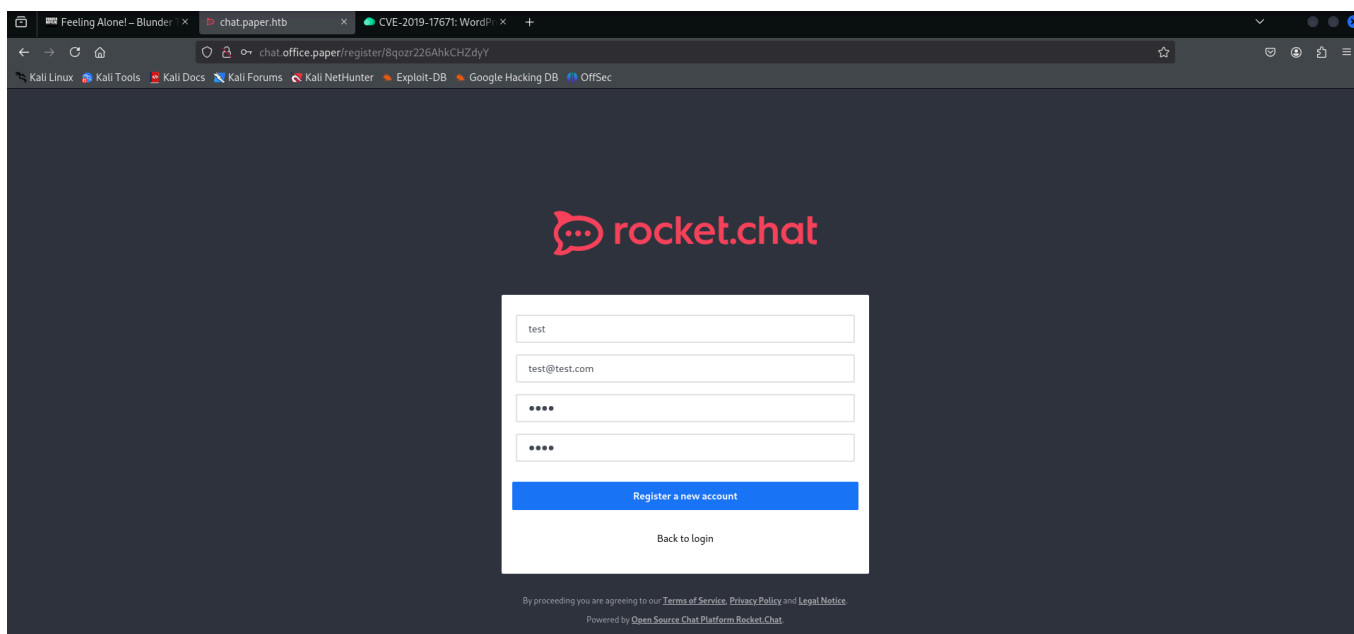 Feeling Alone! – Blunder T
chat.paper.htb
CVE-2019-17671: WordPr
chat.office.paper/register/8qozr226AhkCHZdyY
Kali Linux Kali Tools Kali Docs Kali Forums Kali NetHunter Exploit-DB Google Hacking DB OffSec
rocket.chat
test
test@test.com
••••
••••
Register a new account
Back to login
By proceeding you are agreeing to our Terms of Service, Privacy Policy and Legal Notice.
Powered by Open Source Chat Platform Rocket.Chat.